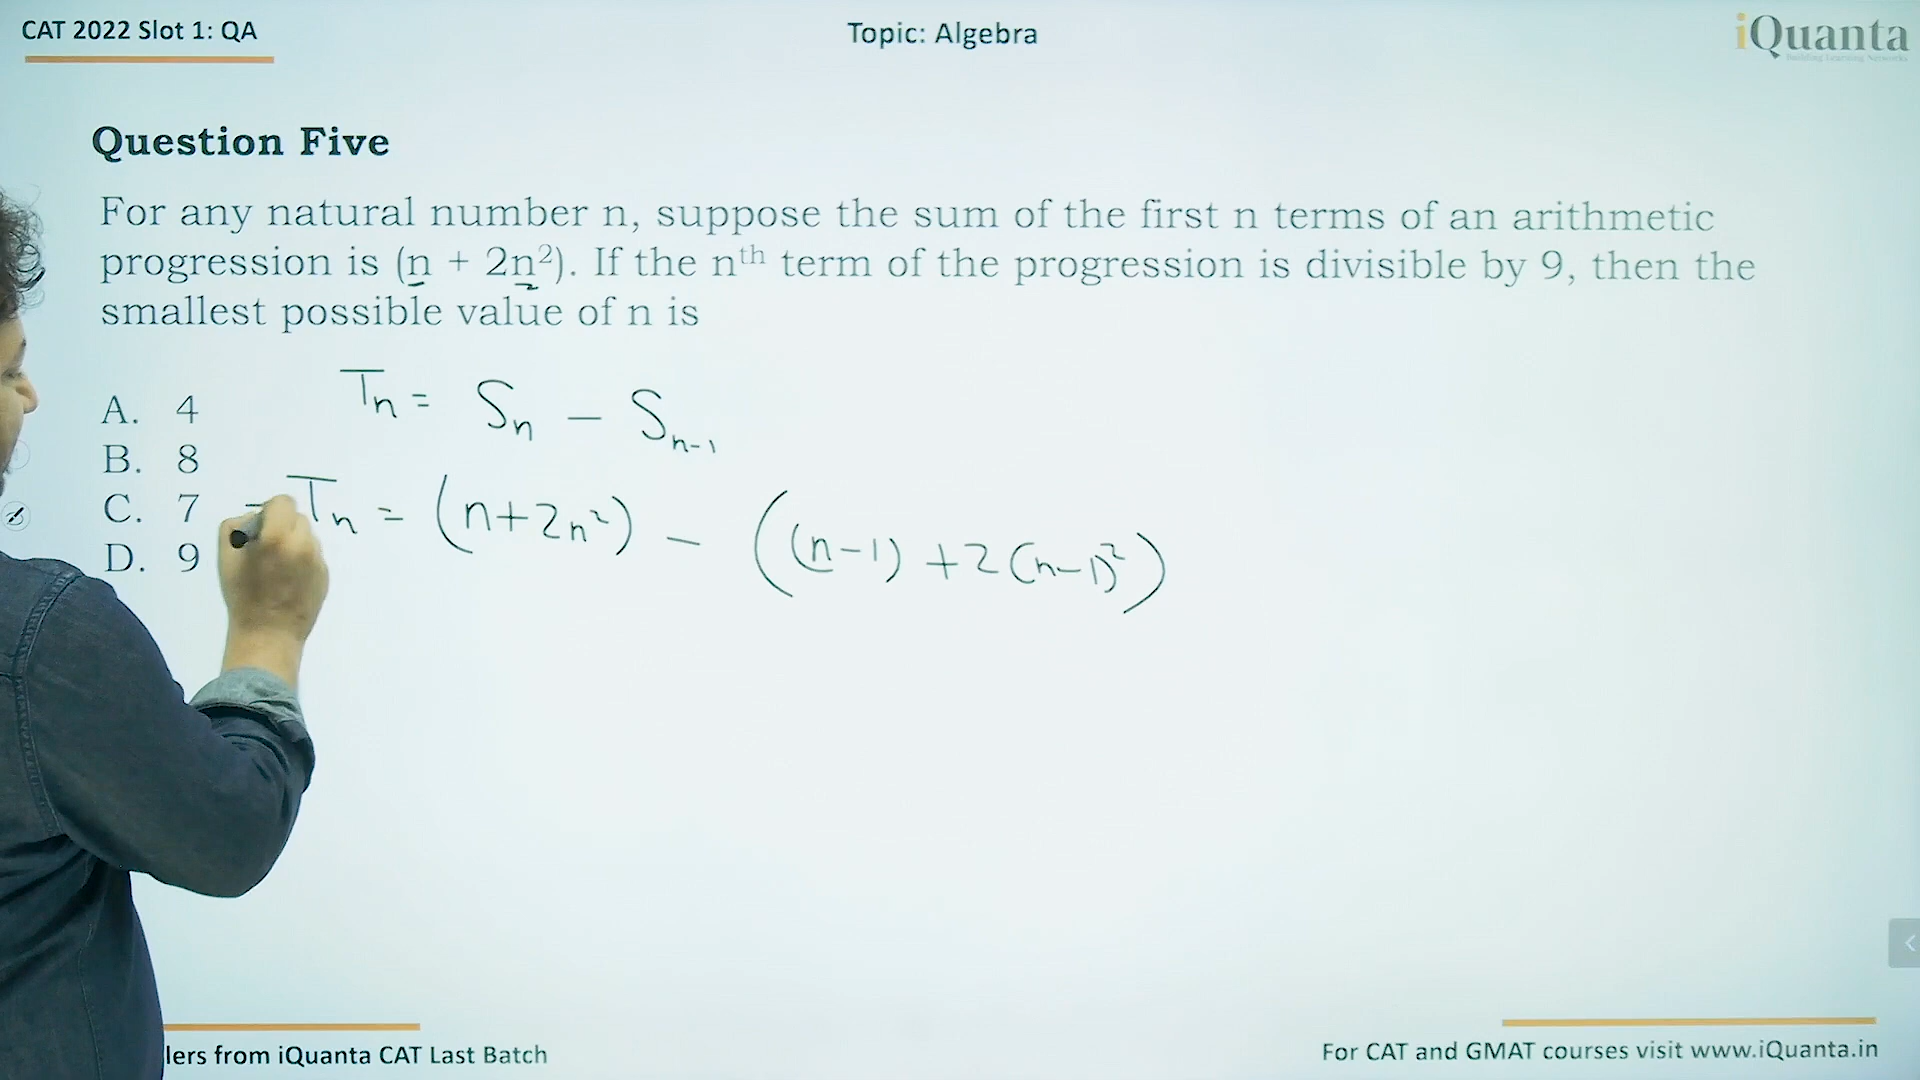 CAT 2022 Slot 1: QA
Topic: Algebra
iQuanta
Building Learning Networks
Question Five
For any natural number n, suppose the sum of the first n terms of an arithmetic
progression is (n + 2n²). If the nᵗʰ term of the progression is divisible by 9, then the
smallest possible value of n is
A. 4
B. 8
C. 7
D. 9
Tₙ = Sₙ − Sₙ₋₁
Tₙ = (n+2n²) − ((n−1) +2(n−1)²)
lers from iQuanta CAT Last Batch
For CAT and GMAT courses visit www.iQuanta.in